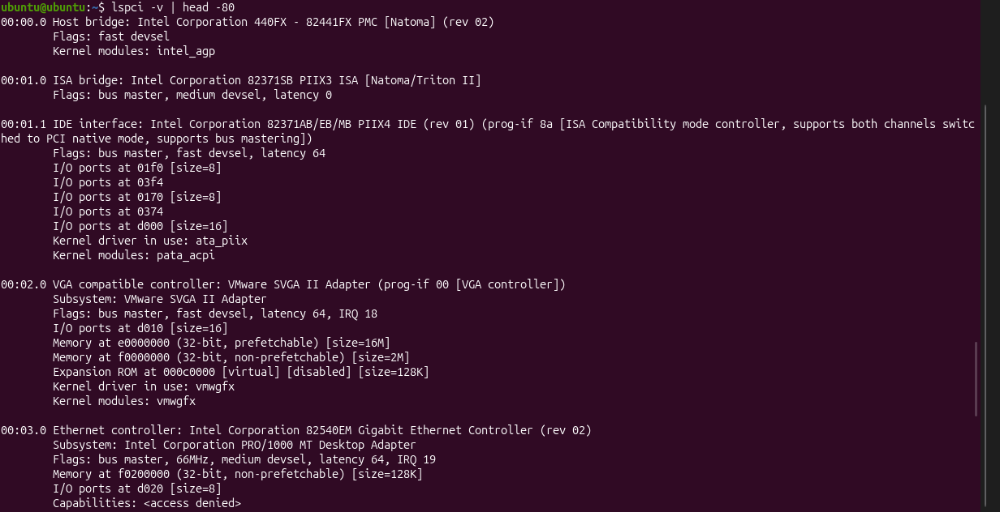 ubuntu@ubuntu:~$ lspci -v | head -80
00:00.0 Host bridge: Intel Corporation 440FX - 82441FX PMC [Natoma] (rev 02)
        Flags: fast devsel
        Kernel modules: intel_agp

00:01.0 ISA bridge: Intel Corporation 82371SB PIIX3 ISA [Natoma/Triton II]
        Flags: bus master, medium devsel, latency 0

00:01.1 IDE interface: Intel Corporation 82371AB/EB/MB PIIX4 IDE (rev 01) (prog-if 8a [ISA Compatibility mode controller, supports both channels switc
hed to PCI native mode, supports bus mastering])
        Flags: bus master, fast devsel, latency 64
        I/O ports at 01f0 [size=8]
        I/O ports at 03f4
        I/O ports at 0170 [size=8]
        I/O ports at 0374
        I/O ports at d000 [size=16]
        Kernel driver in use: ata_piix
        Kernel modules: pata_acpi

00:02.0 VGA compatible controller: VMware SVGA II Adapter (prog-if 00 [VGA controller])
        Subsystem: VMware SVGA II Adapter
        Flags: bus master, fast devsel, latency 64, IRQ 18
        I/O ports at d010 [size=16]
        Memory at e0000000 (32-bit, prefetchable) [size=16M]
        Memory at f0000000 (32-bit, non-prefetchable) [size=2M]
        Expansion ROM at 000c0000 [virtual] [disabled] [size=128K]
        Kernel driver in use: vmwgfx
        Kernel modules: vmwgfx

00:03.0 Ethernet controller: Intel Corporation 82540EM Gigabit Ethernet Controller (rev 02)
        Subsystem: Intel Corporation PRO/1000 MT Desktop Adapter
        Flags: bus master, 66MHz, medium devsel, latency 64, IRQ 19
        Memory at f0200000 (32-bit, non-prefetchable) [size=128K]
        I/O ports at d020 [size=8]
        Capabilities: <access denied>